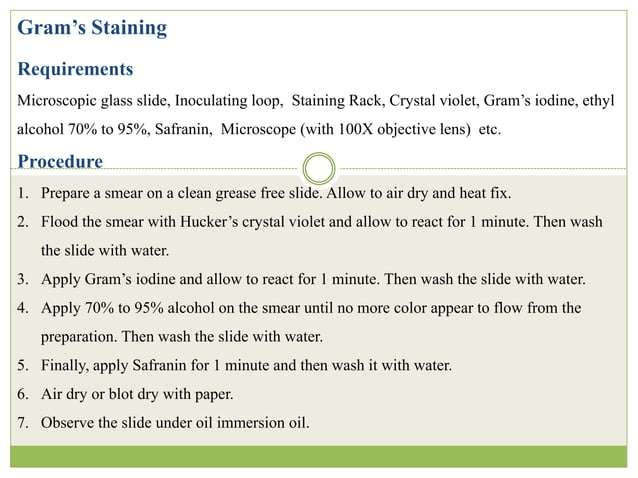 Gram’s Staining
Requirements
Microscopic glass slide, Inoculating loop,  Staining Rack, Crystal violet, Gram’s iodine, ethyl
alcohol 70% to 95%, Safranin,  Microscope (with 100X objective lens)  etc.
Procedure
1. Prepare a smear on a clean grease free slide. Allow to air dry and heat fix.
2. Flood the smear with Hucker’s crystal violet and allow to react for 1 minute. Then wash
the slide with water.
3. Apply Gram’s iodine and allow to react for 1 minute. Then wash the slide with water.
4. Apply 70% to 95% alcohol on the smear until no more color appear to flow from the
preparation. Then wash the slide with water.
5. Finally, apply Safranin for 1 minute and then wash it with water.
6. Air dry or blot dry with paper.
7. Observe the slide under oil immersion oil.